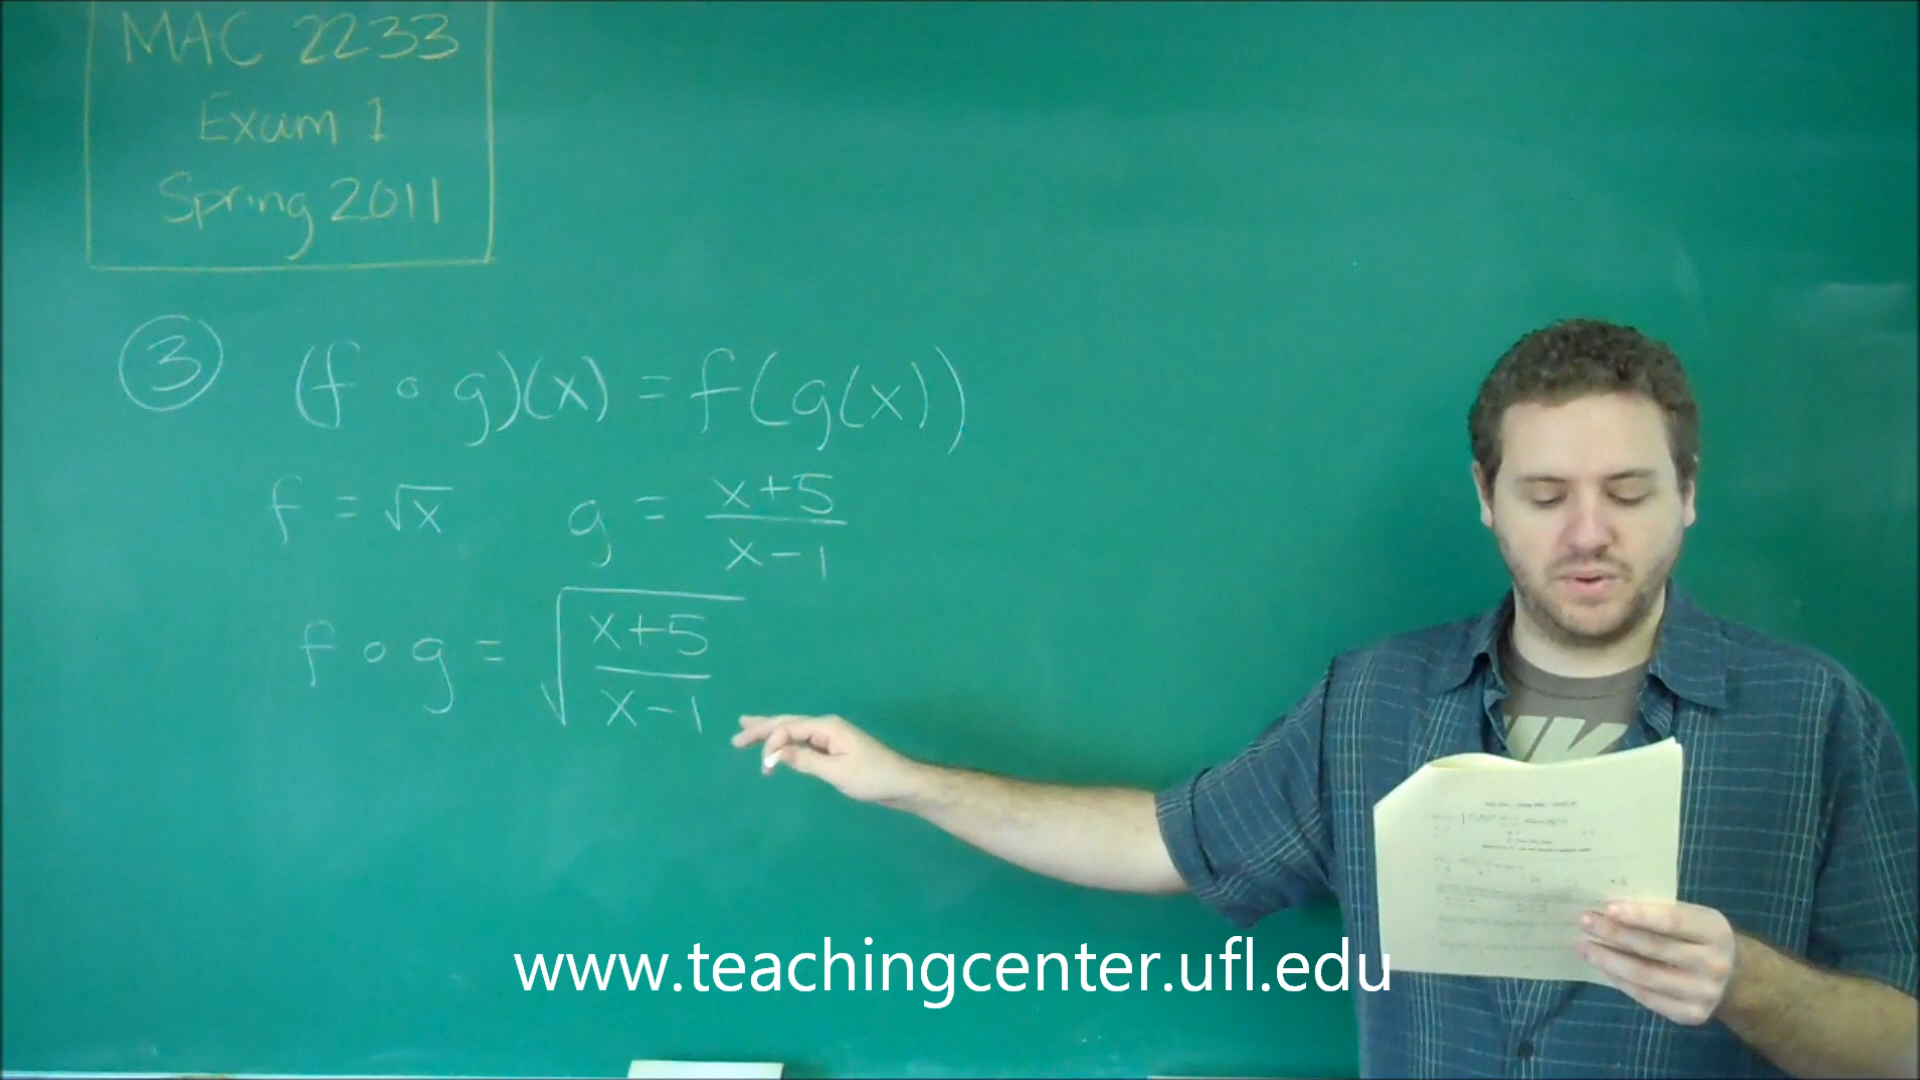 MAC 2233
Exam 1
Spring 2011
③ (f ∘ g)(x) = f(g(x))
f = √x g = (x+5)/(x-1)
f ∘ g = √((x+5)/(x-1))
www.teachingcenter.ufl.edu